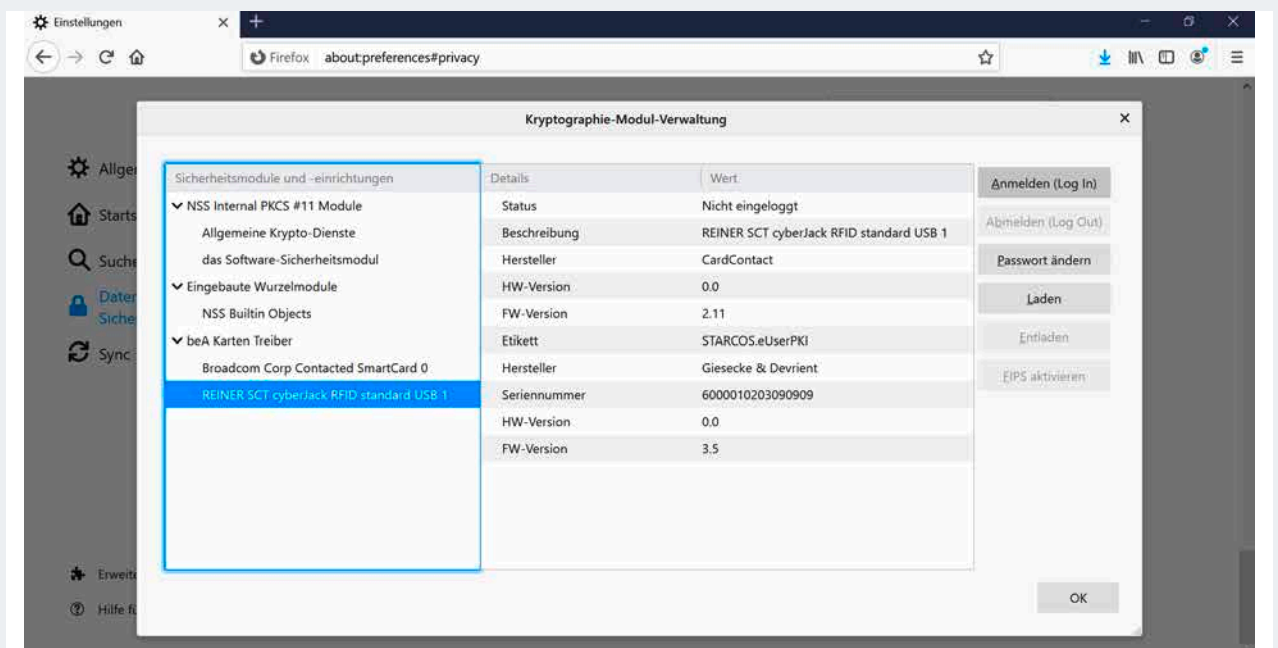 Einstellungen
Firefox about:preferences#privacy
Kryptographie-Modul-Verwaltung
Allge
Starts
Suche
Daten
Siche
Sync
Erweite
Hilfe fü
Sicherheitsmodule und -einrichtungen
NSS Internal PKCS #11 Module
Allgemeine Krypto-Dienste
das Software-Sicherheitsmodul
Eingebaute Wurzelmodule
NSS Builtin Objects
beA Karten Treiber
Broadcom Corp Contacted SmartCard 0
REINER SCT cyberJack RFID standard USB 1
Details Wert
Status Nicht eingeloggt
Beschreibung REINER SCT cyberJack RFID standard USB 1
Hersteller CardContact
HW-Version 0.0
FW-Version 2.11
Etikett STARCOS.eUserPKI
Hersteller Giesecke & Devrient
Seriennummer 6000010203090909
HW-Version 0.0
FW-Version 3.5
Anmelden (Log In)
Abmelden (Log Out)
Passwort ändern
Laden
Entladen
FIPS aktivieren
OK